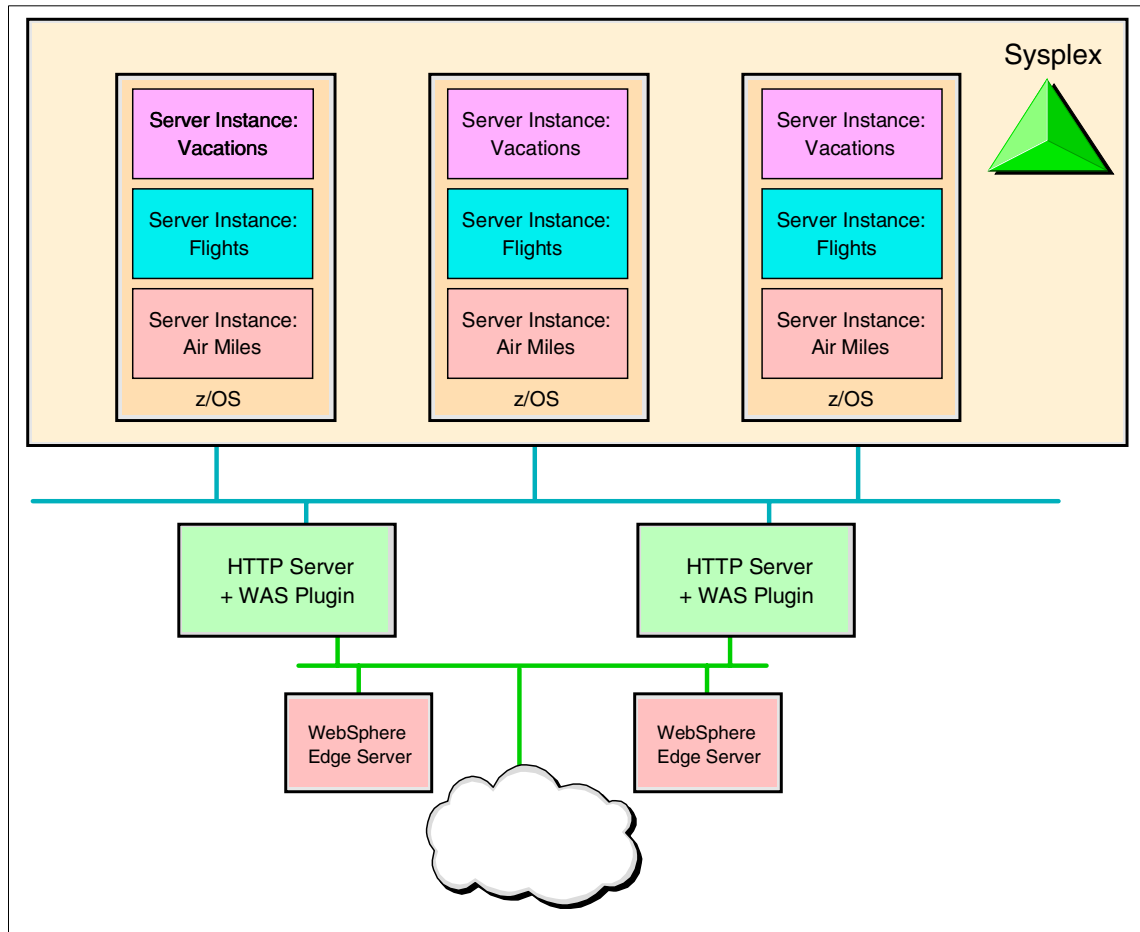 Sysplex
Server Instance:
Vacations
Server Instance:
Flights
Server Instance:
Air Miles
z/OS
Server Instance:
Vacations
Server Instance:
Flights
Server Instance:
Air Miles
z/OS
Server Instance:
Vacations
Server Instance:
Flights
Server Instance:
Air Miles
z/OS
HTTP Server
+ WAS Plugin
HTTP Server
+ WAS Plugin
WebSphere
Edge Server
WebSphere
Edge Server